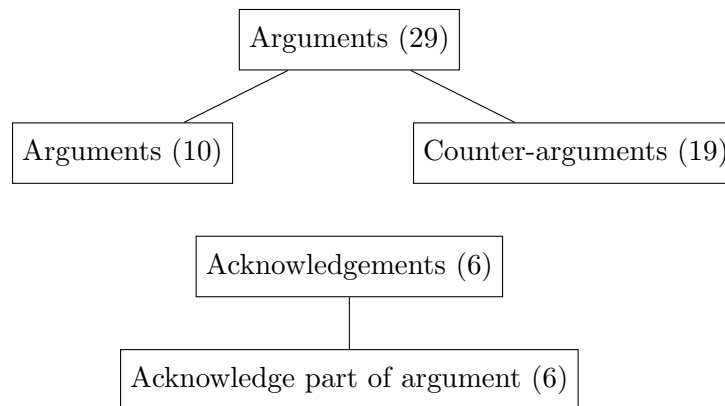 Arguments (29)
Arguments (10)
Counter-arguments (19)
Acknowledgements (6)
Acknowledge part of argument (6)